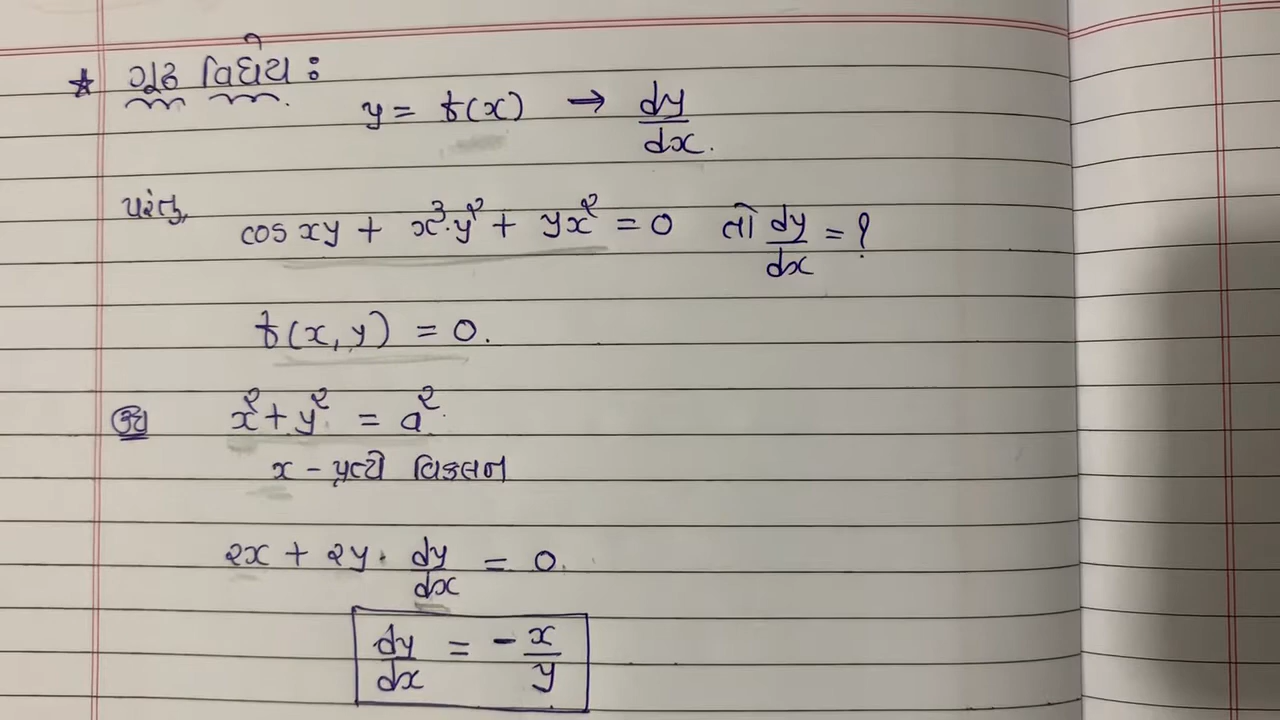 ★ ગૂઢ વિધેય :
y = f(x) → dy/dx.
પરંતુ, cos xy + x³·y² + yx² = 0 તો dy/dx = ?
f(x, y) = 0.
x² + y² = a².
x - પ્રત્યે વિકલન
2x + 2y · dy/dx = 0.
dy/dx = - x/y